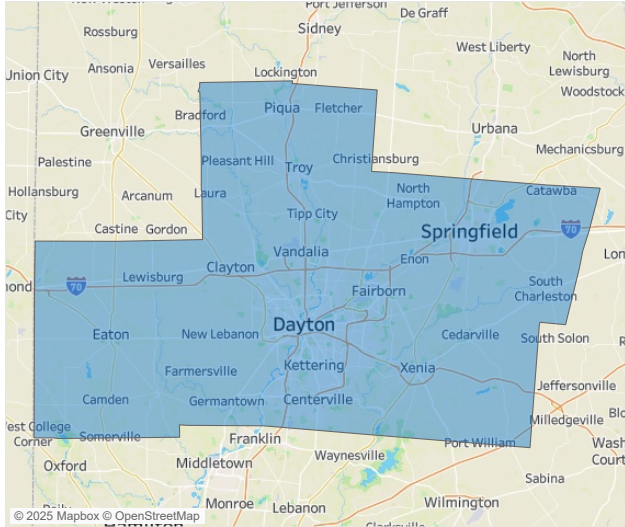 Port Jefferson
De Graff
Rossburg
Sidney
West Liberty
Ansonia
Versailles
North
Lewisburg
Union City
Lockington
Woodstock
Bradford
Piqua
Fletcher
Greenville
Urbana
Mechanicsburg
Palestine
Pleasant Hill
Troy
Christiansburg
Hollansburg
Arcanum
Laura
North
Hampton
Catawba
City
Tipp City
Castine
Gordon
Springfield
70
Vandalia
Enon
Lewisburg
Clayton
70
Fairborn
South
Charleston
Dayton
Eaton
New Lebanon
Cedarville
South Solon
Farmersville
Kettering
Xenia
Jeffersonville
Camden
Germantown
Centerville
Milledgeville
West College
Corner
Somerville
Franklin
Port William
Oxford
Middletown
Waynesville
Sabina
Monroe
Lebanon
Wilmington
© 2025 Mapbox © OpenStreetMap